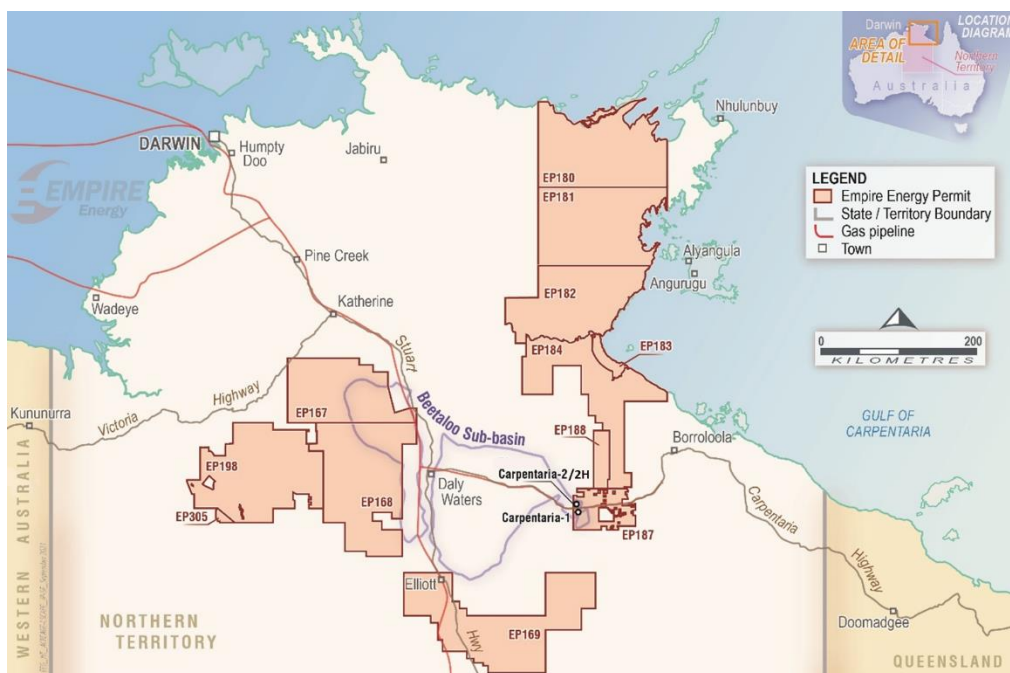 Darwin
LOCATION
DIAGRAM
AREA OF
DETAIL
Northern
Territory
Australia
LEGEND
Empire Energy Permit
State / Territory Boundary
Gas pipeline
Town
0
200
KILOMETRES
EMPIRE
Energy
DARWIN
Humpty
Doo
Jabiru
Nhulunbuy
EP180
EP181
Pine Creek
Alyangula
Angurugu
Wadeye
Katherine
EP182
Stuart
EP184
EP183
Kununurra
Victoria
Highway
EP167
Beetaloo Sub-basin
GULF OF
CARPENTARIA
EP188
Borroloola
EP198
Carpentaria-2/2H
Daly
Waters
EP168
Carpentaria-1
EP305
EP187
Carpentaria
Highway
Elliott
Hwy
EP169
Doomadgee
WESTERN AUSTRALIA
NORTHERN
TERRITORY
QUEENSLAND